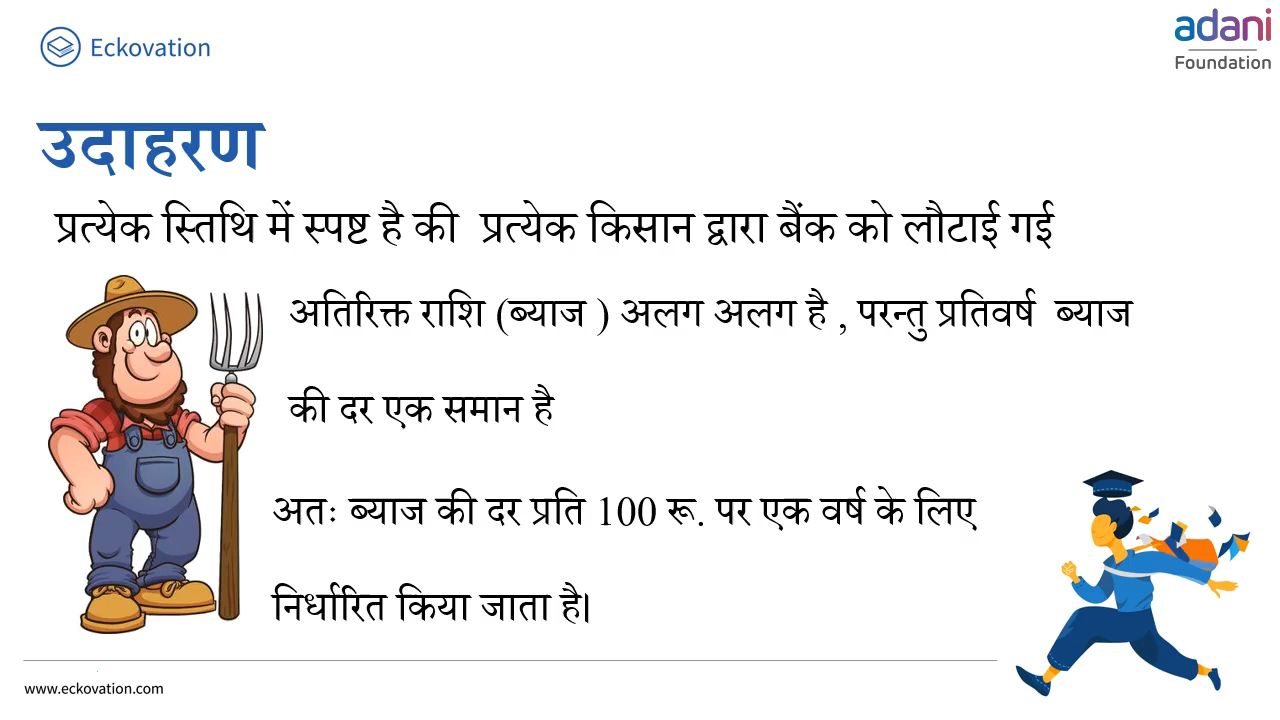 Eckovation
adani
Foundation
उदाहरण
प्रत्येक स्तिथि में स्पष्ट है की प्रत्येक किसान द्वारा बैंक को लौटाई गई
अतिरिक्त राशि (ब्याज ) अलग अलग है , परन्तु प्रतिवर्ष ब्याज
की दर एक समान है
अतः ब्याज की दर प्रति 100 रू. पर एक वर्ष के लिए
निर्धारित किया जाता है।
www.eckovation.com